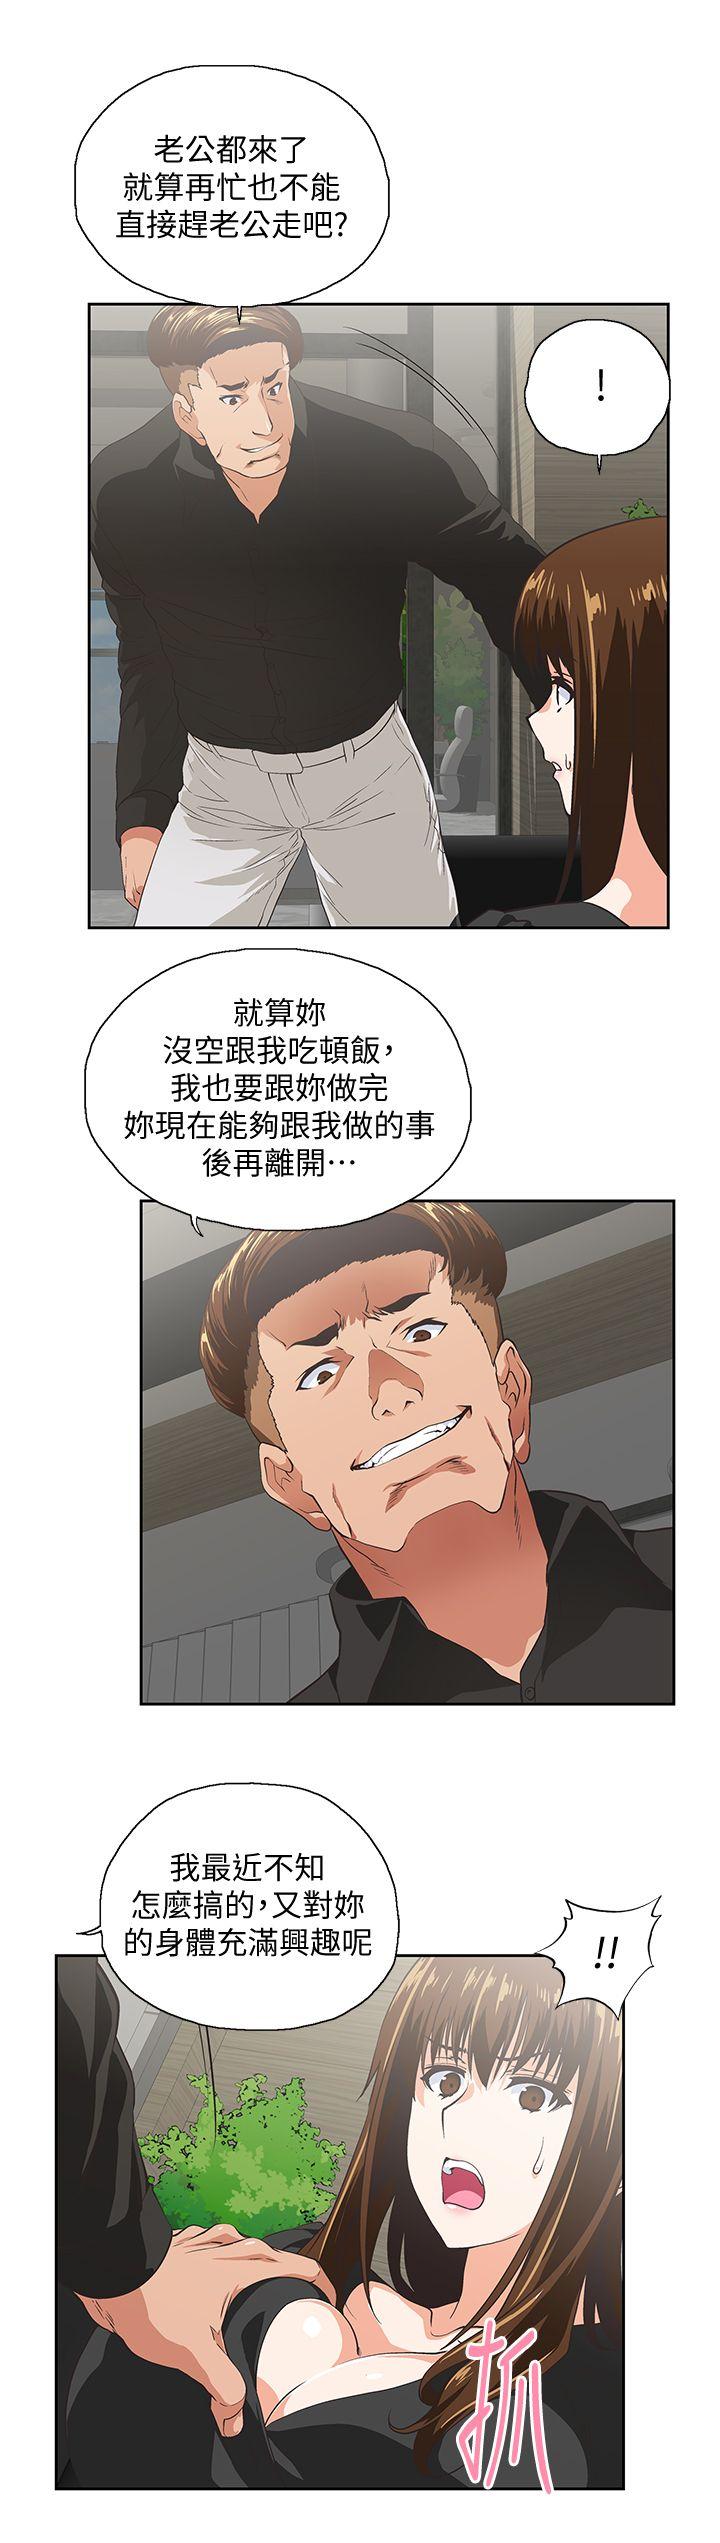 老公都來了
就算再忙也不能
直接趕老公走吧?
!
就算妳
沒空跟我吃頓飯，
我也要跟妳做完
妳現在能夠跟我做的事
後再離開…
我最近不知
怎麼搞的，又對妳
的身體充滿興趣呢
!!
抓